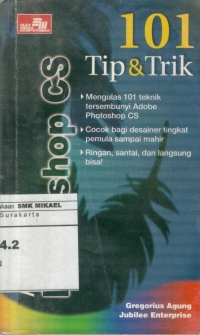 101
Tip & Trik
Mengulas 101 teknik
tersembunyi Adobe
Photoshop CS
Cocok bagi desainer tingkat
pemula sampai mahir
Ringan, santai, dan langsung
bisa!
shop CS
akaan SMK MIKAEL
Surakarta
4.2
Gregorius Agung
Jubilee Enterprise